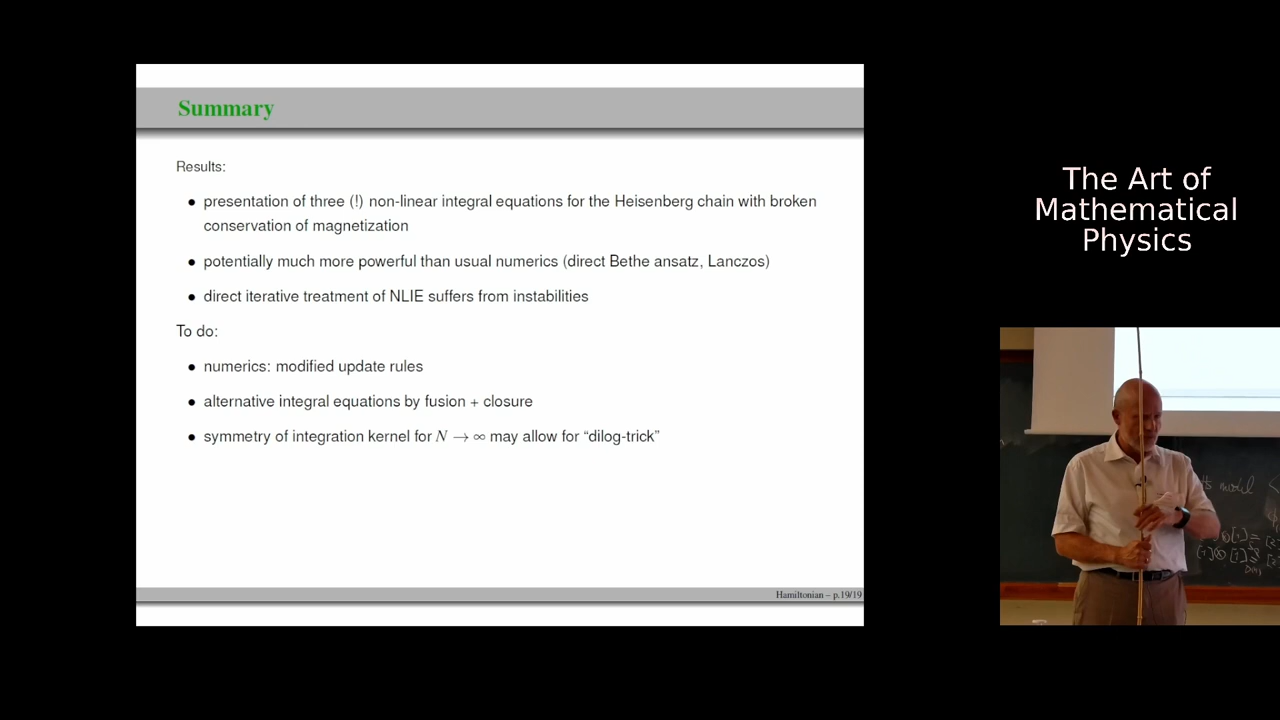 Summary
Results:
• presentation of three (!) non-linear integral equations for the Heisenberg chain with broken
conservation of magnetization
• potentially much more powerful than usual numerics (direct Bethe ansatz, Lanczos)
• direct iterative treatment of NLIE suffers from instabilities
To do:
• numerics: modified update rules
• alternative integral equations by fusion + closure
• symmetry of integration kernel for N → ∞ may allow for “dilog-trick”
Hamiltonian – p.19/19
The Art of
Mathematical
Physics
model